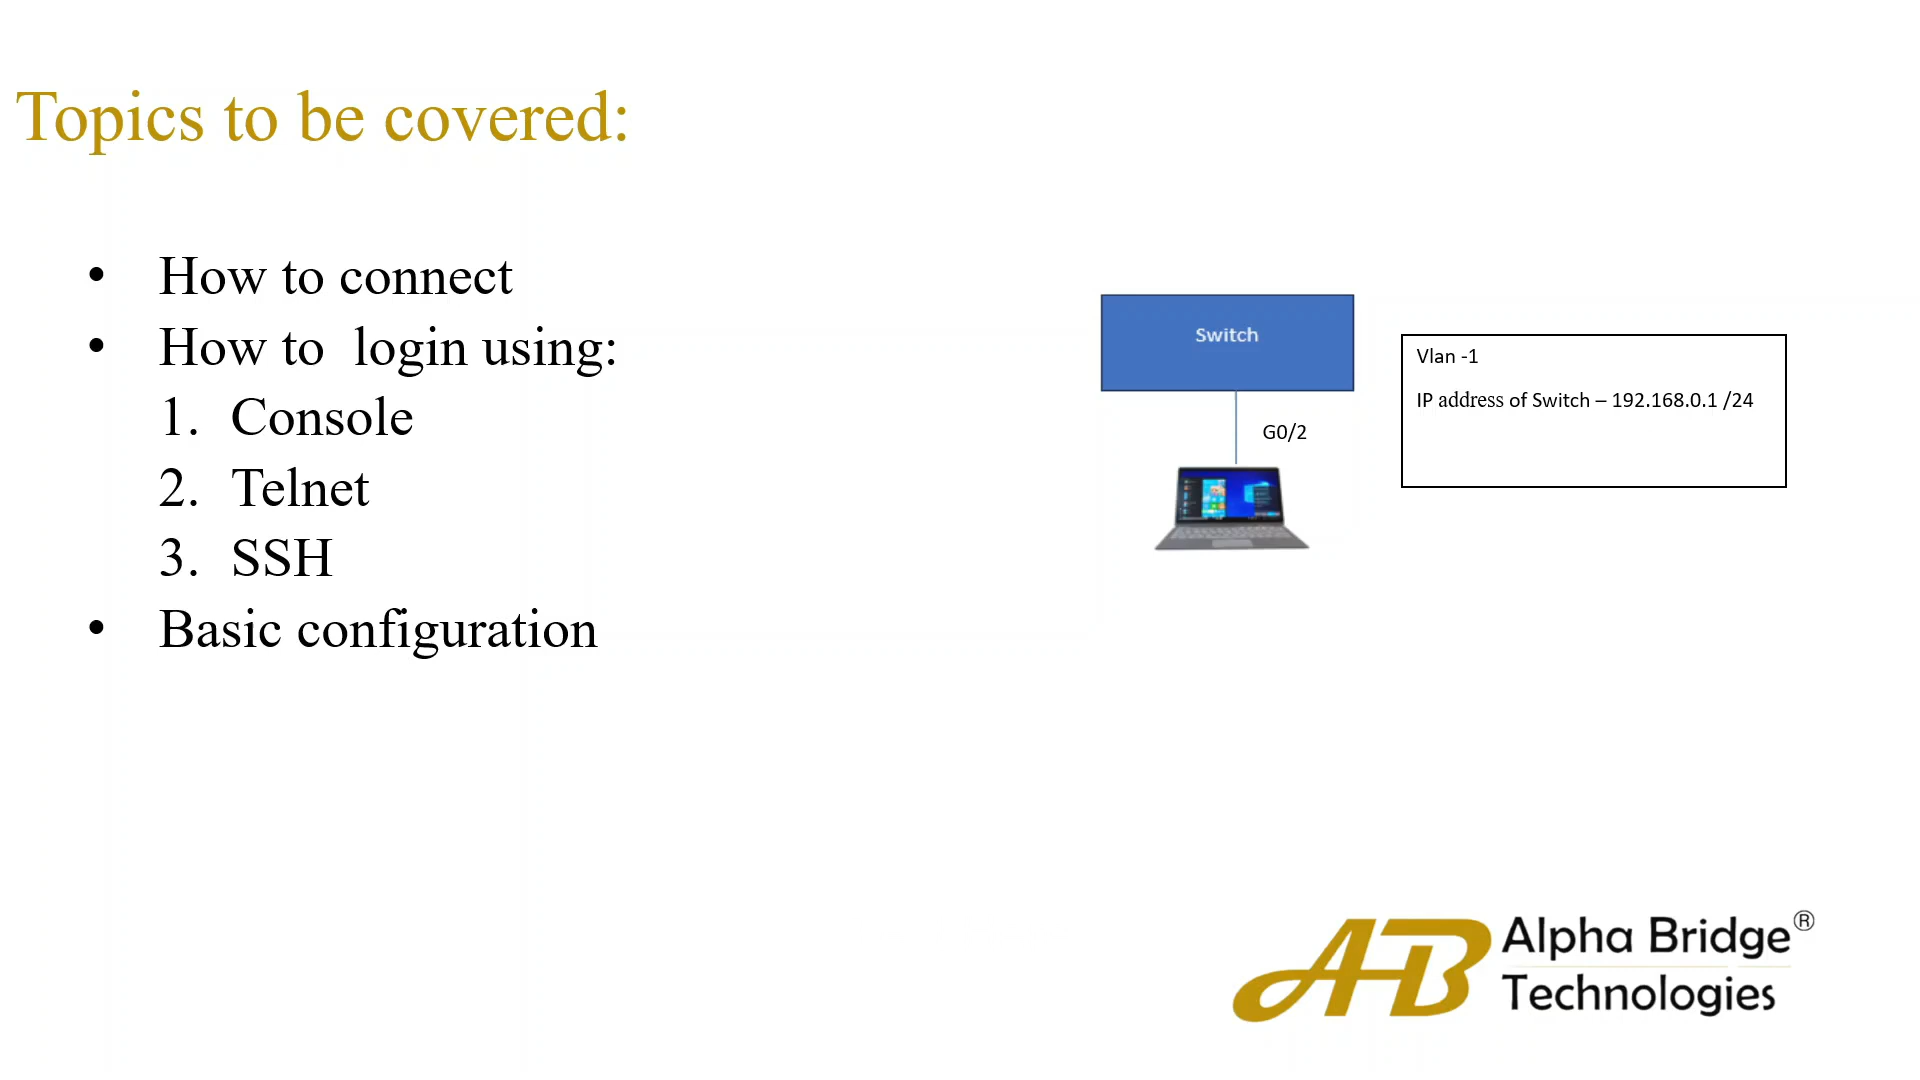 Topics to be covered:
• How to connect
• How to login using:
1. Console
2. Telnet
3. SSH
• Basic configuration
Switch
G0/2
Vlan -1
IP address of Switch – 192.168.0.1 /24
AB
Alpha Bridge®
Technologies